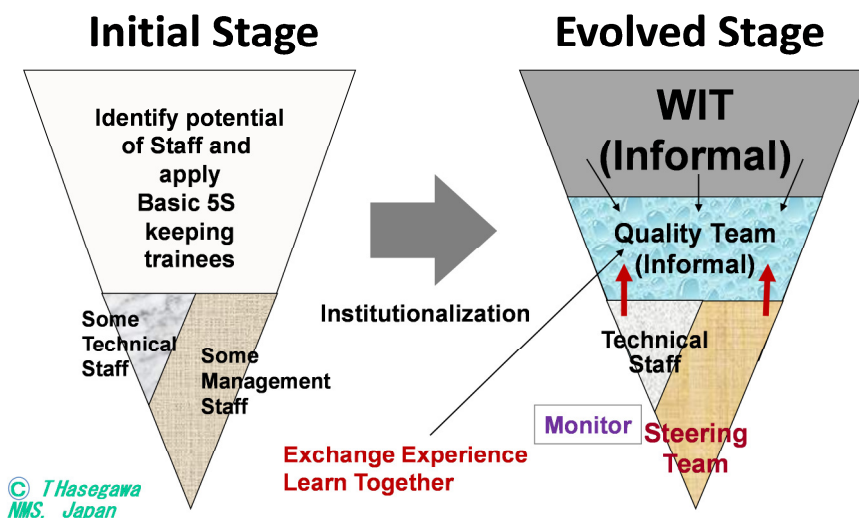 Initial Stage
Evolved Stage
Identify potential
of Staff and
apply
Basic 5S
keeping
trainees
Some
Technical
Staff
Some
Management
Staff
Institutionalization
WIT
(Informal)
Quality Team
(Informal)
Technical
Staff
Monitor
Steering
Team
Exchange Experience
Learn Together
© T Hasegawa
NMS. Japan